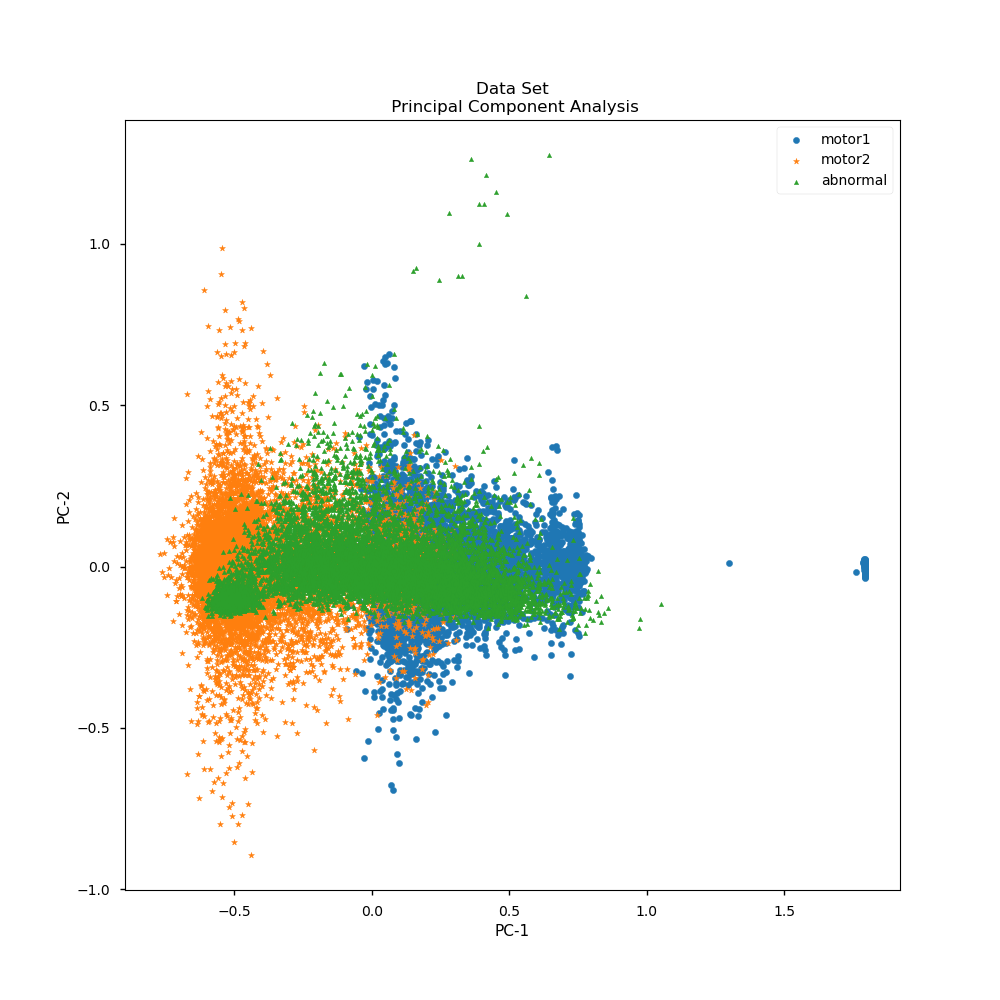 Data Set
Principal Component Analysis
motor1
motor2
abnormal
1.0
0.5
0.0
−0.5
−1.0
PC-2
−0.5
0.0
0.5
1.0
1.5
PC-1